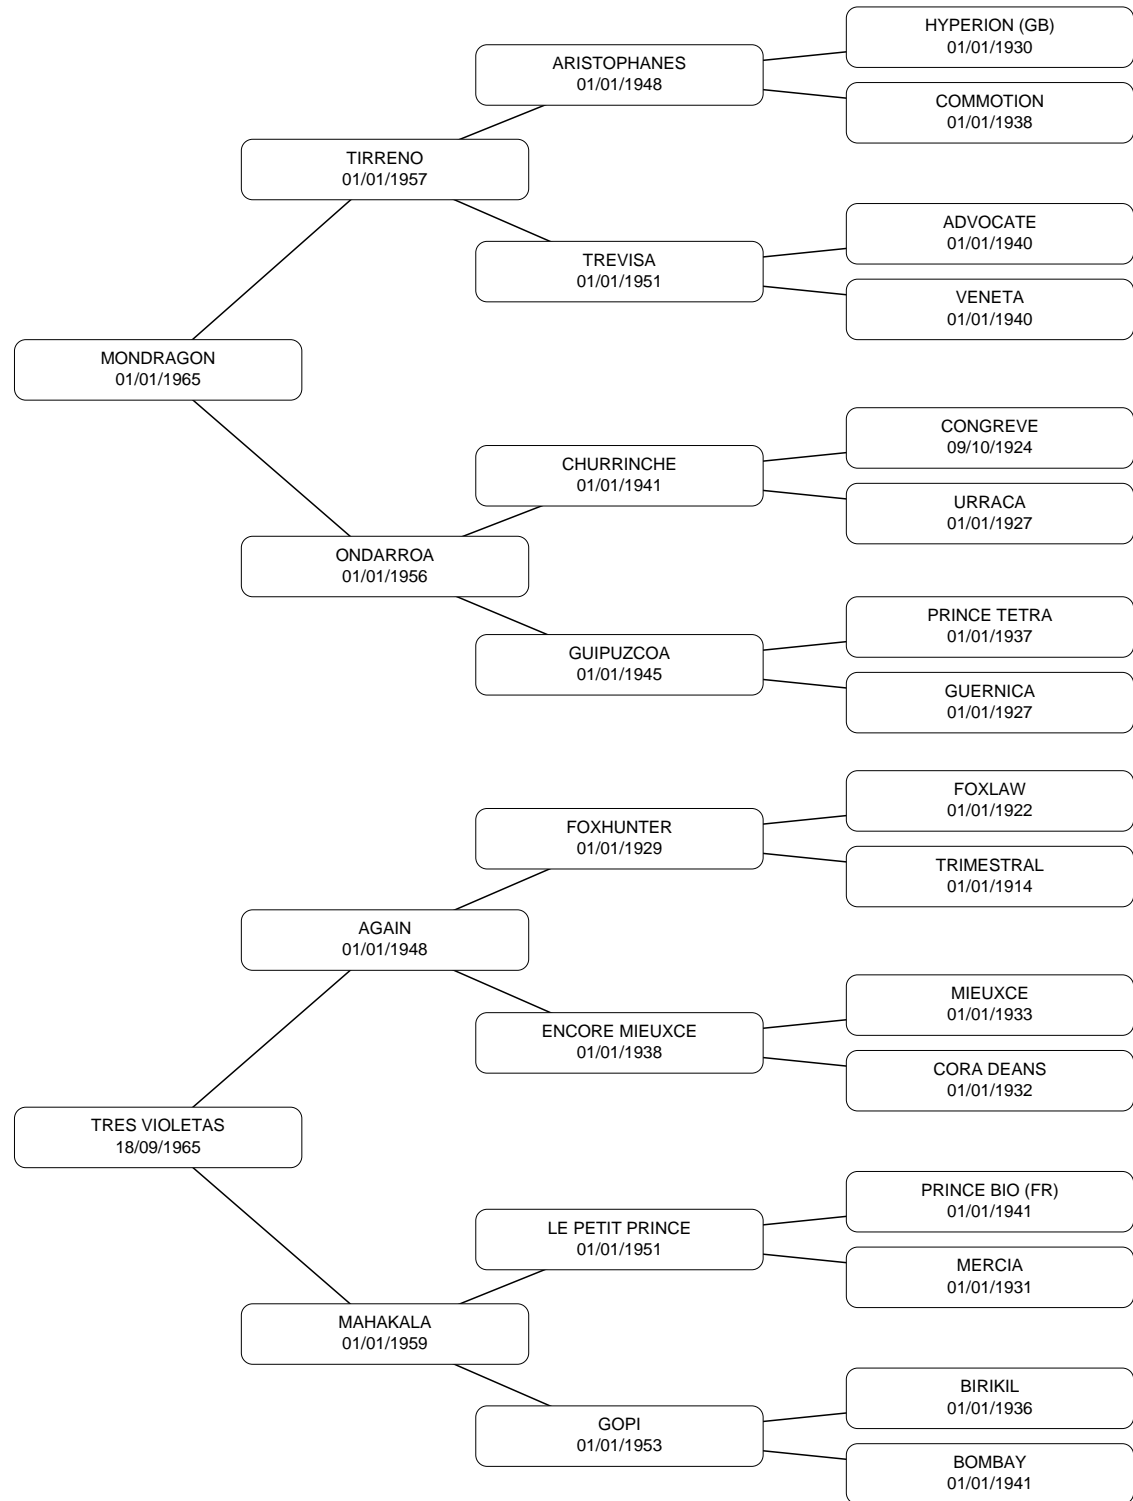 HYPERION (GB)
01/01/1930
ARISTOPHANES
01/01/1948
COMMOTION
01/01/1938
TIRRENO
01/01/1957
ADVOCATE
01/01/1940
TREVISA
01/01/1951
VENETA
01/01/1940
MONDRAGON
01/01/1965
CONGREVE
09/10/1924
CHURRINCHE
01/01/1941
URRACA
01/01/1927
ONDARROA
01/01/1956
PRINCE TETRA
01/01/1937
GUIPUZCOA
01/01/1945
GUERNICA
01/01/1927
FOXLAW
01/01/1922
FOXHUNTER
01/01/1929
TRIMESTRAL
01/01/1914
AGAIN
01/01/1948
MIEUXCE
01/01/1933
ENCORE MIEUXCE
01/01/1938
CORA DEANS
01/01/1932
TRES VIOLETAS
18/09/1965
PRINCE BIO (FR)
01/01/1941
LE PETIT PRINCE
01/01/1951
MERCIA
01/01/1931
MAHAKALA
01/01/1959
BIRIKIL
01/01/1936
GOPI
01/01/1953
BOMBAY
01/01/1941